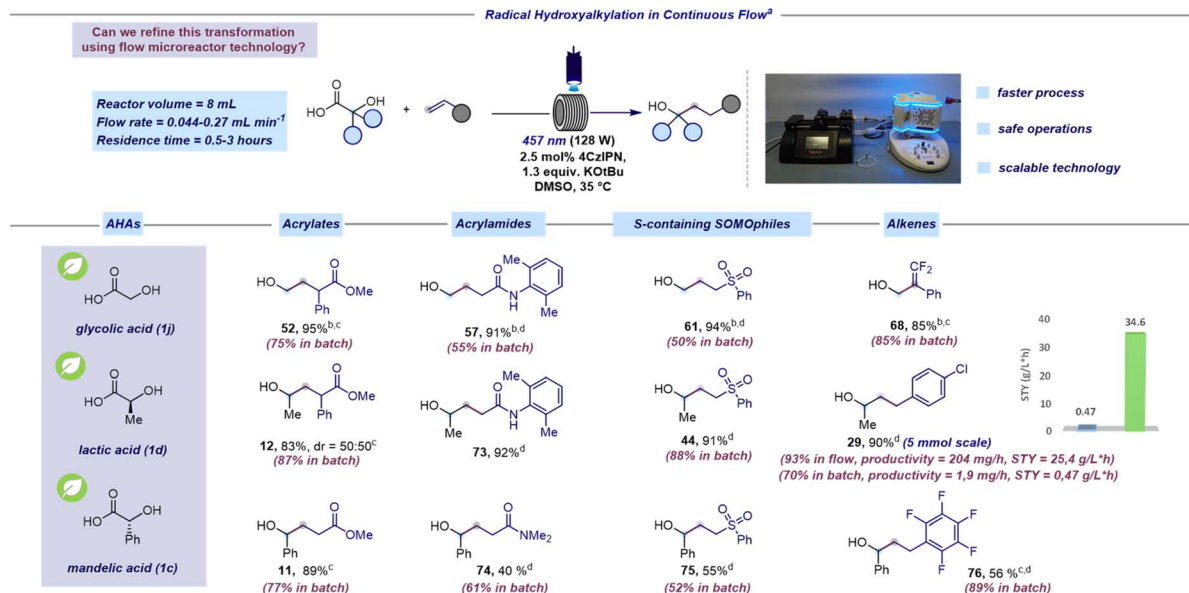 Radical Hydroxyalkylation in Continuous Flowᵃ
Can we refine this transformation
using flow microreactor technology?
Reactor volume = 8 mL
Flow rate = 0.044-0.27 mL min⁻¹
Residence time = 0.5-3 hours
O
HO
OH
+
457 nm (128 W)
2.5 mol% 4CzIPN,
1.3 equiv. KOtBu
DMSO, 35 °C
HO
faster process
safe operations
scalable technology
AHAs
Acrylates
Acrylamides
S-containing SOMOphiles
Alkenes
O
HO
OH
glycolic acid (1j)
HO
O
OMe
Ph
52, 95%ᵇ,ᶜ
(75% in batch)
HO
O
N
H
Me
Me
57, 91%ᵇ,ᵈ
(55% in batch)
HO
O
S
O
Ph
61, 94%ᵇ,ᵈ
(50% in batch)
HO
CF₂
Ph
68, 85%ᵇ,ᶜ
(85% in batch)
O
HO
OH
Me
lactic acid (1d)
HO
Me
O
OMe
Ph
12, 83%, dr = 50:50ᶜ
(87% in batch)
HO
Me
O
N
H
Me
Me
73, 92%ᵈ
HO
Me
O
S
O
Ph
44, 91%ᵈ
(88% in batch)
HO
Me
Cl
29, 90%ᵈ (5 mmol scale)
(93% in flow, productivity = 204 mg/h, STY = 25,4 g/L*h)
(70% in batch, productivity = 1,9 mg/h, STY = 0,47 g/L*h)
STY (g/L*h)
40
30
20
10
0
0.47
34.6
O
HO
OH
Ph
mandelic acid (1c)
HO
Ph
O
OMe
11, 89%ᶜ
(77% in batch)
HO
Ph
O
NMe₂
74, 40 %ᵈ
(61% in batch)
HO
Ph
O
S
O
Ph
75, 55%ᵈ
(52% in batch)
HO
Ph
F
F
F
F
F
76, 56 %ᶜ,ᵈ
(89% in batch)